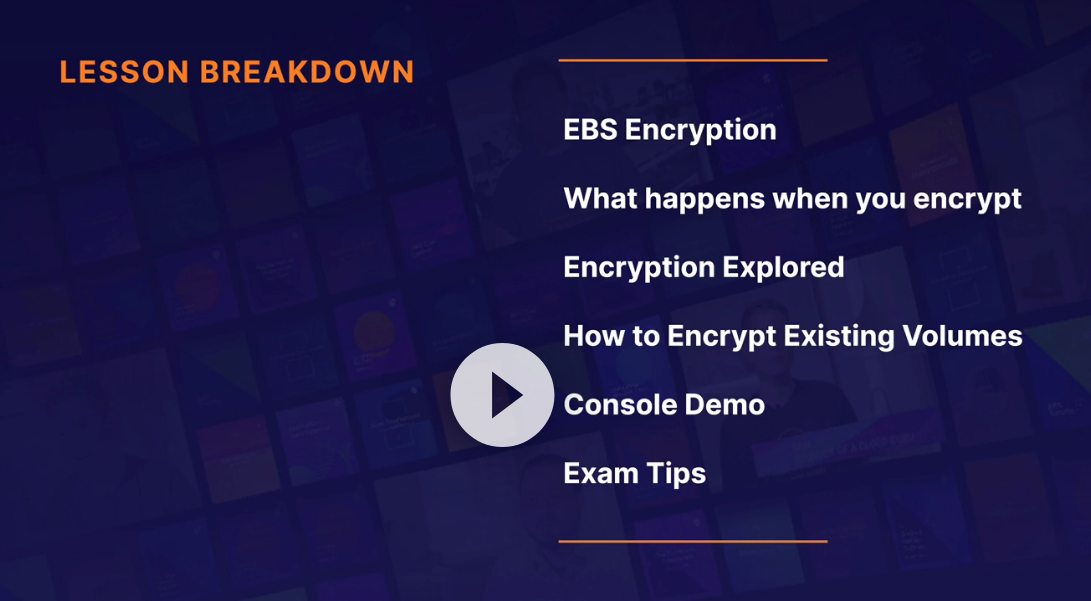 LESSON BREAKDOWN
EBS Encryption
What happens when you encrypt
Encryption Explored
How to Encrypt Existing Volumes
Console Demo
Exam Tips